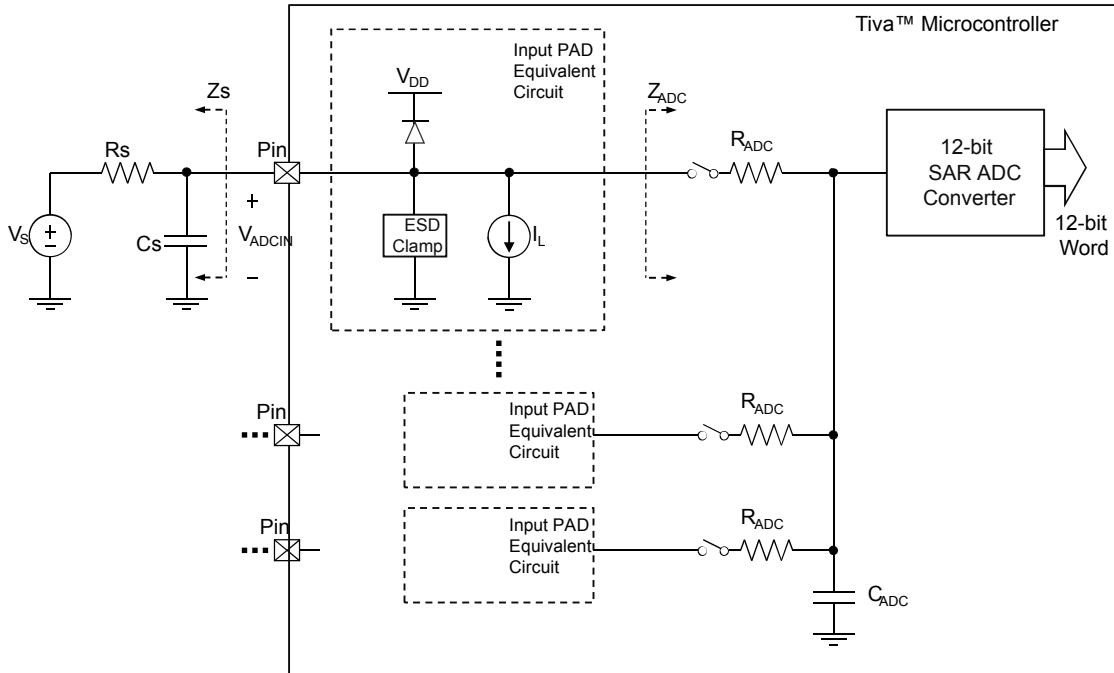 Tiva™ Microcontroller
Input PAD
Equivalent
Circuit
VDD
Zs
ZADC
Rs
Pin
RADC
12-bit
SAR ADC
Converter
VS
+
−
Cs
+
VADCIN
−
ESD
Clamp
IL
12-bit
Word
Pin
Input PAD
Equivalent
Circuit
RADC
Pin
Input PAD
Equivalent
Circuit
RADC
CADC